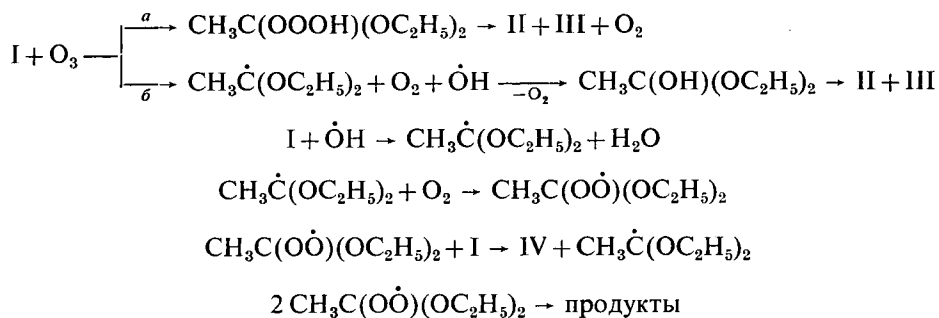 I + O₃ —
а → CH₃C(OOOH)(OC₂H₅)₂ → II + III + O₂
б → CH₃Ċ(OC₂H₅)₂ + O₂ + ȮH →(−O₂) CH₃C(OH)(OC₂H₅)₂ → II + III
I + ȮH → CH₃Ċ(OC₂H₅)₂ + H₂O
CH₃Ċ(OC₂H₅)₂ + O₂ → CH₃C(OȮ)(OC₂H₅)₂
CH₃C(OȮ)(OC₂H₅)₂ + I → IV + CH₃Ċ(OC₂H₅)₂
2 CH₃C(OȮ)(OC₂H₅)₂ → продукты